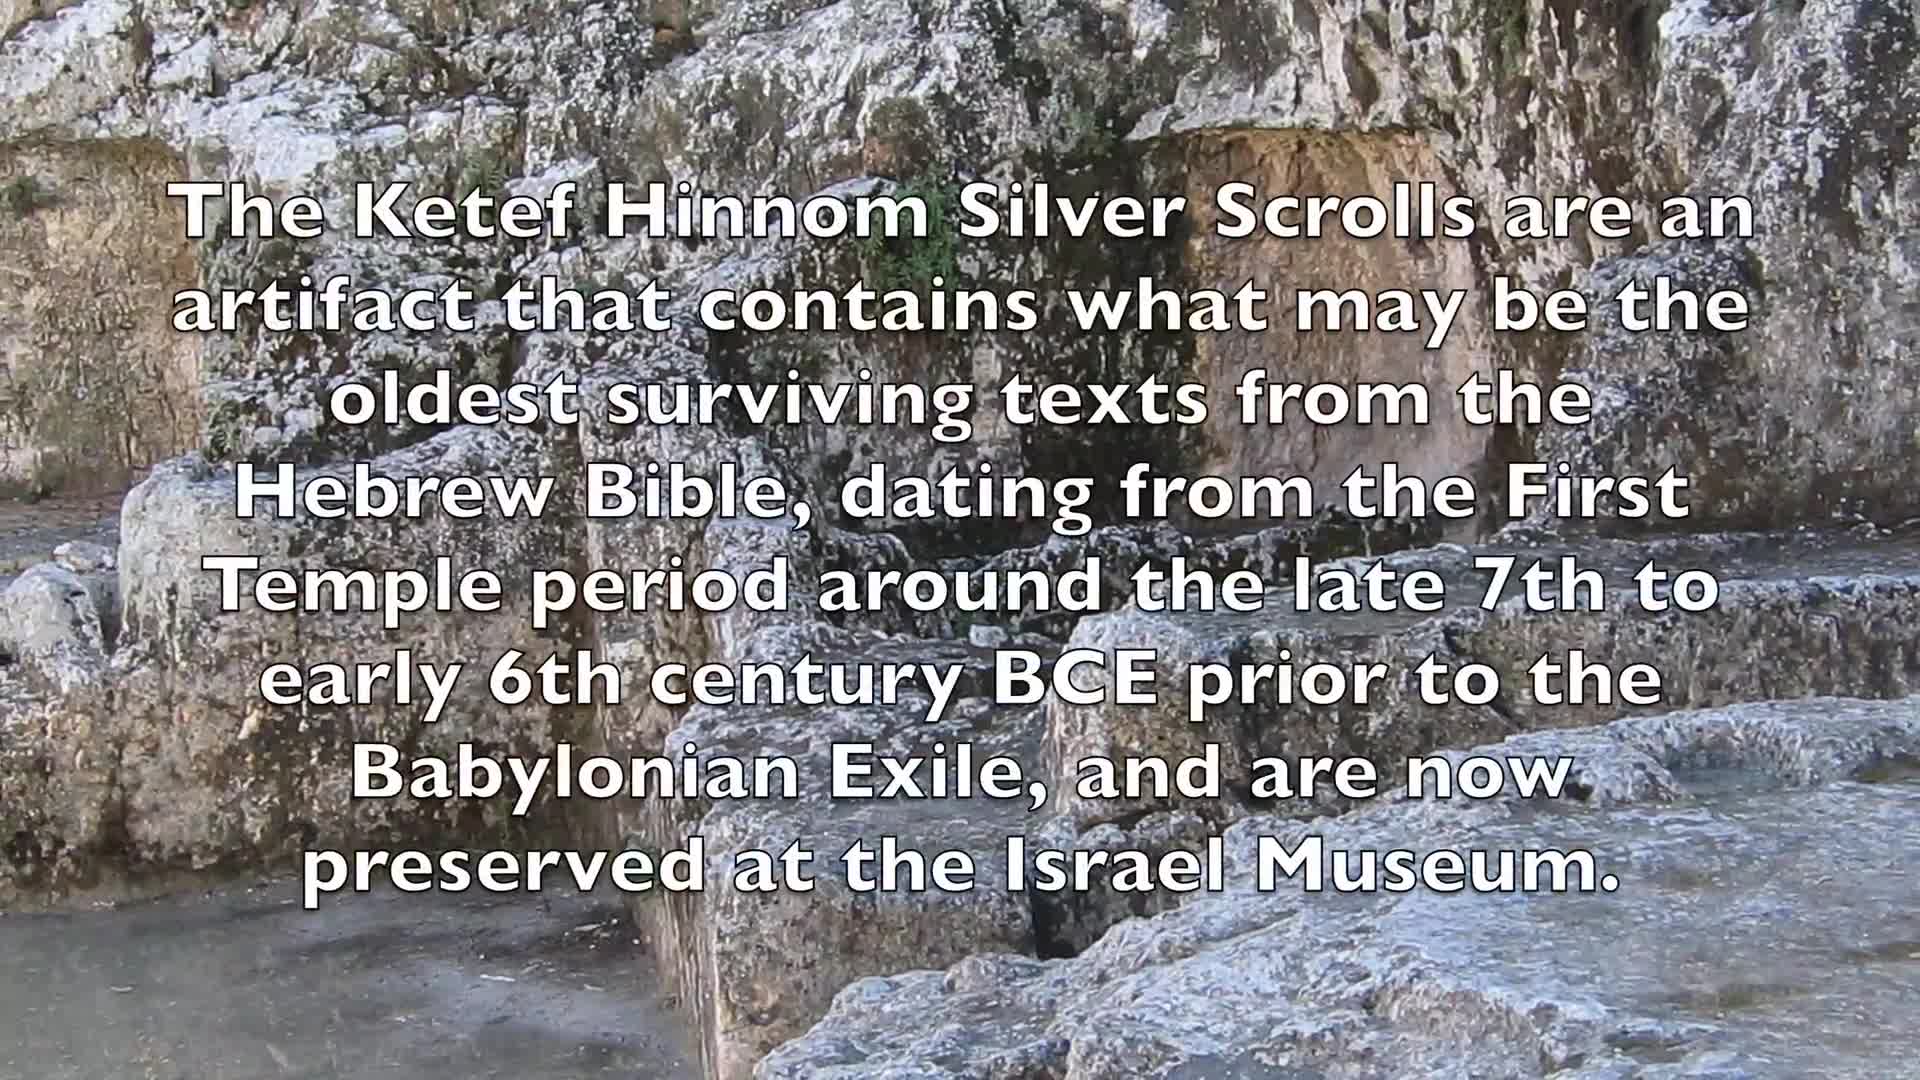 The Ketef Hinnom Silver Scrolls are an
artifact that contains what may be the
oldest surviving texts from the
Hebrew Bible, dating from the First
Temple period around the late 7th to
early 6th century BCE prior to the
Babylonian Exile, and are now
preserved at the Israel Museum.